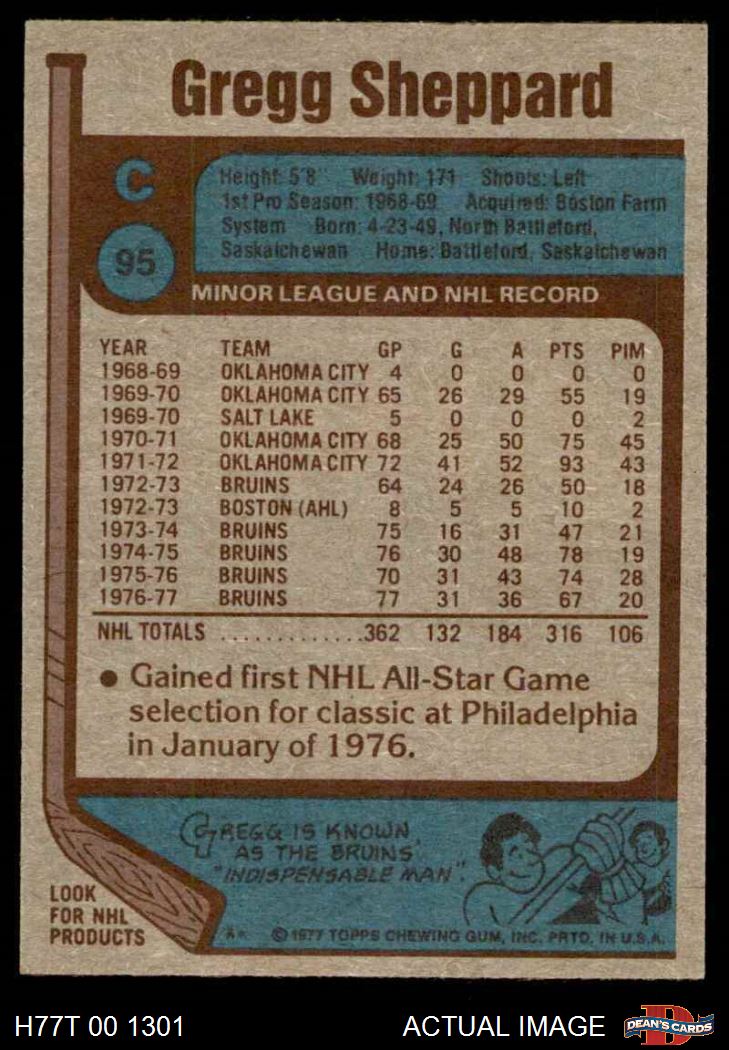 Gregg Sheppard
C
95
Height: 5'8" Weight: 171 Shoots: Left
1st Pro Season: 1968-69 Acquired: Boston Farm
System Born: 4-23-49, North Battleford,
Saskatchewan Home: Battleford, Saskatchewan
MINOR LEAGUE AND NHL RECORD
YEAR TEAM GP G A PTS PIM
1968-69 OKLAHOMA CITY 4 0 0 0 0
1969-70 OKLAHOMA CITY 65 26 29 55 19
1969-70 SALT LAKE 5 0 0 0 2
1970-71 OKLAHOMA CITY 68 25 50 75 45
1971-72 OKLAHOMA CITY 72 41 52 93 43
1972-73 BRUINS 64 24 26 50 18
1972-73 BOSTON (AHL) 8 5 5 10 2
1973-74 BRUINS 75 16 31 47 21
1974-75 BRUINS 76 30 48 78 19
1975-76 BRUINS 70 31 43 74 28
1976-77 BRUINS 77 31 36 67 20
NHL TOTALS .............362 132 184 316 106
● Gained first NHL All-Star Game
selection for classic at Philadelphia
in January of 1976.
GREGG IS KNOWN
AS THE BRUINS'
"INDISPENSABLE MAN".
LOOK
FOR NHL
PRODUCTS
** © 1977 TOPPS CHEWING GUM, INC. PRTD. IN U.S.A.
H77T 00 1301
ACTUAL IMAGE
D
DEAN'S CARDS